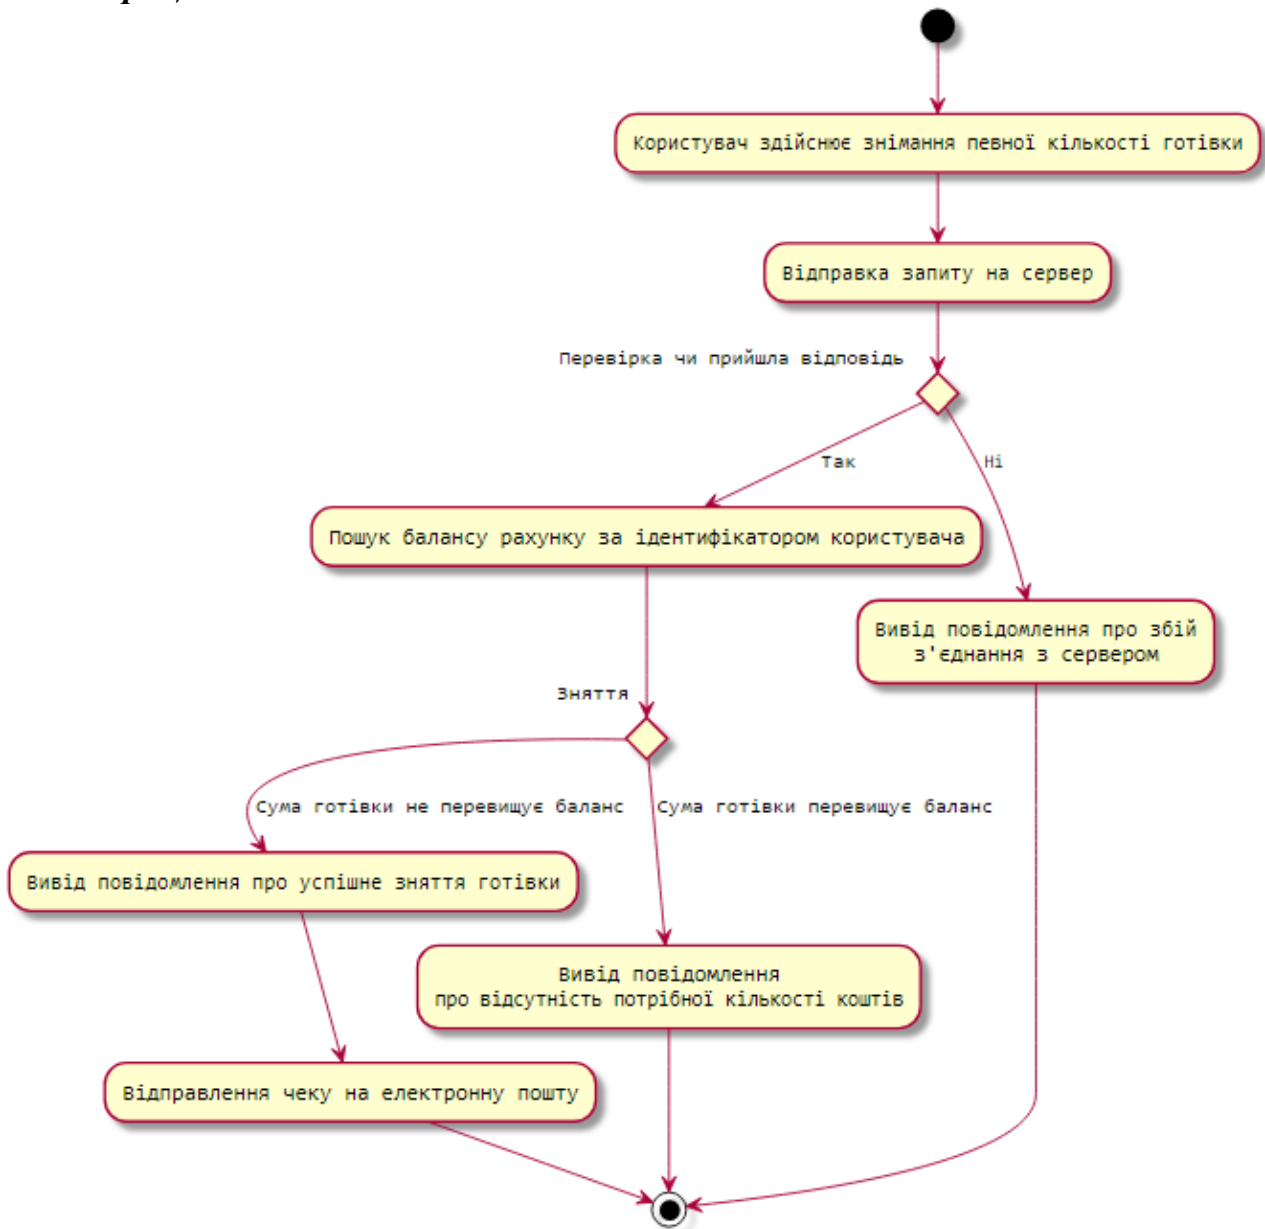 Користувач здійснює знімання певної кількості готівки
Відправка запиту на сервер
Перевірка чи прийшла відповідь
Так
Ні
Пошук балансу рахунку за ідентифікатором користувача
Вивід повідомлення про збій
з'єднання з сервером
Зняття
Сума готівки не перевищує баланс
Сума готівки перевищує баланс
Вивід повідомлення про успішне зняття готівки
Вивід повідомлення
про відсутність потрібної кількості коштів
Відправлення чеку на електронну пошту